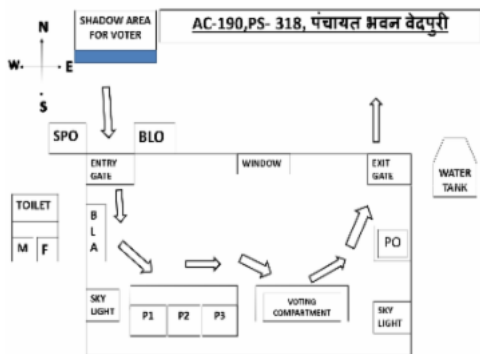 N
W
E
S
SHADOW AREA
FOR VOTER
AC-190,PS- 318, पंचायत भवन वेदपुरी
SPO
BLO
ENTRY
GATE
WINDOW
EXIT
GATE
WATER
TANK
TOILET
M F
B
L
A
PO
SKY
LIGHT
P1 P2 P3
VOTING
COMPARTMENT
SKY
LIGHT